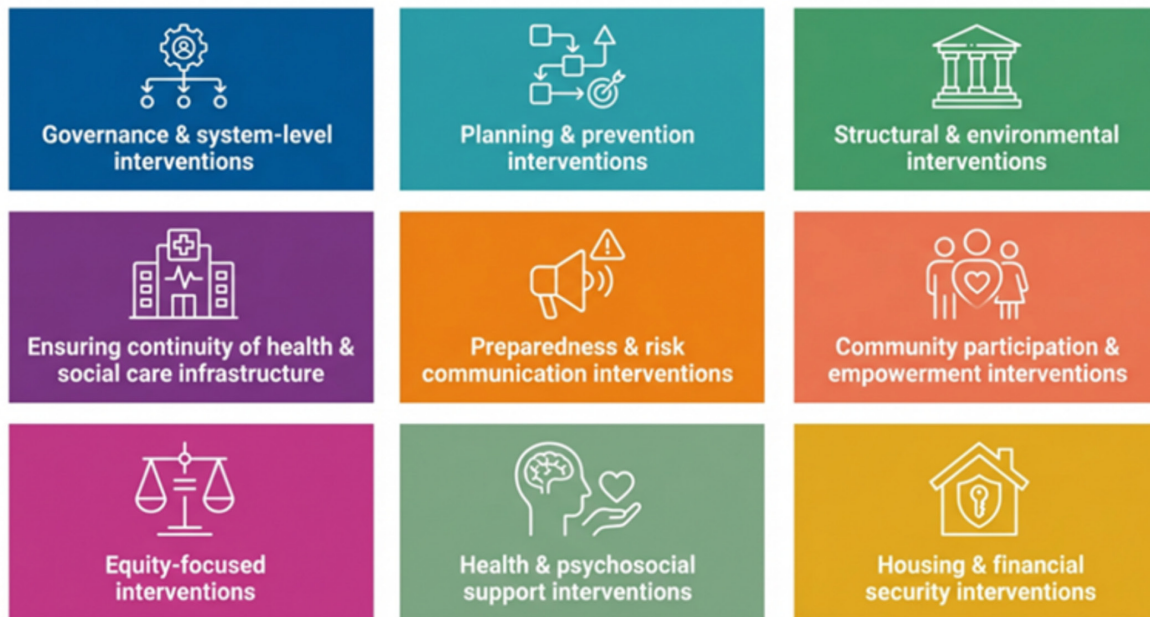 Governance & system-level
interventions
Planning & prevention
interventions
Structural & environmental
interventions
Ensuring continuity of health &
social care infrastructure
Preparedness & risk
communication interventions
Community participation &
empowerment interventions
Equity-focused
interventions
Health & psychosocial
support interventions
Housing & financial
security interventions